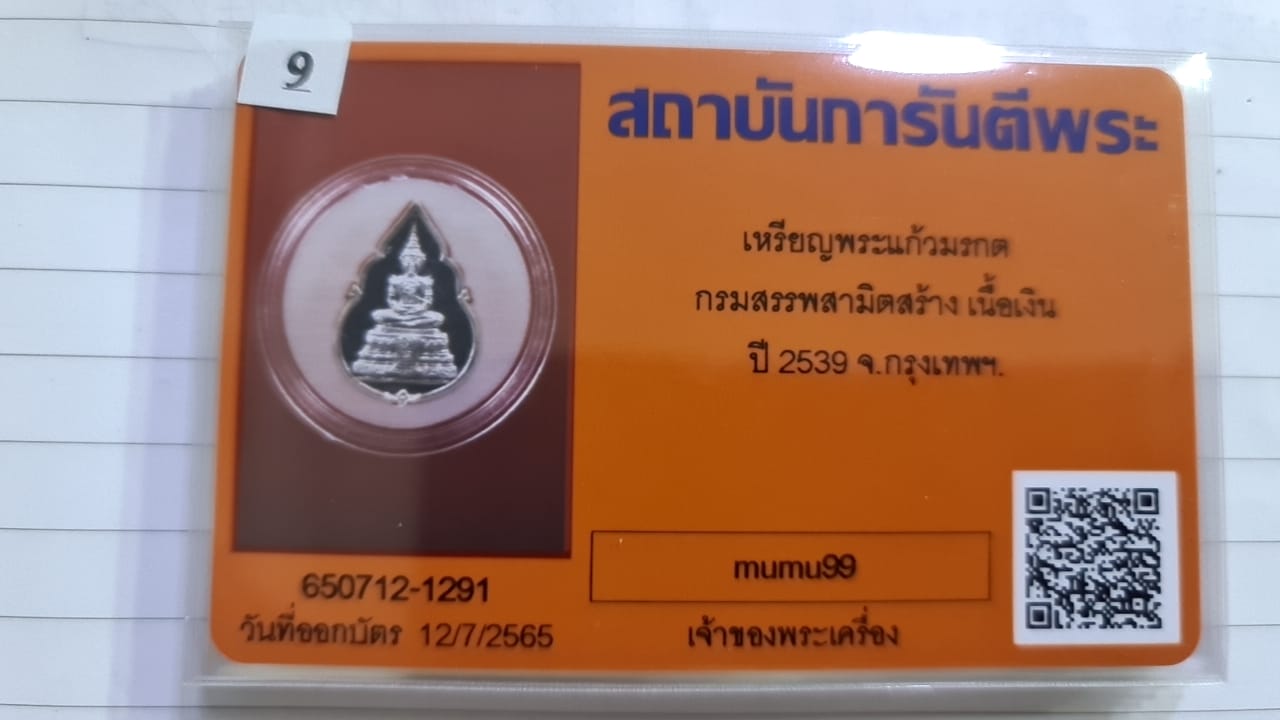 9
สถาบันการันตีพระ
เหรียญพระแก้วมรกต
กรมสรรพสามิตสร้าง เนื้อเงิน
ปี 2539 จ.กรุงเทพฯ.
mumu99
เจ้าของพระเครื่อง
650712-1291
วันที่ออกบัตร 12/7/2565